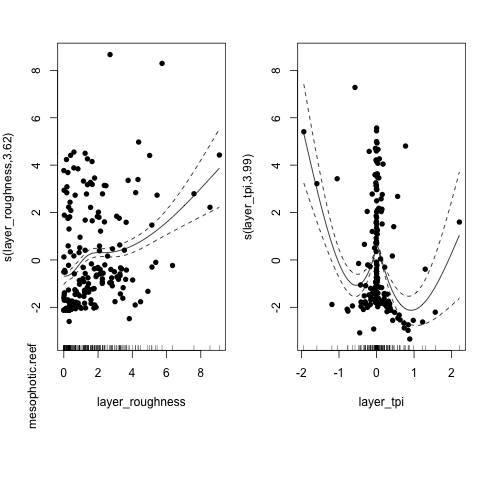 s(layer_roughness,3.62)
8
6
4
2
0
-2
0 2 4 6 8
layer_roughness
mesophotic.reef
s(layer_tpi,3.99)
8
6
4
2
0
-2
-2 -1 0 1 2
layer_tpi